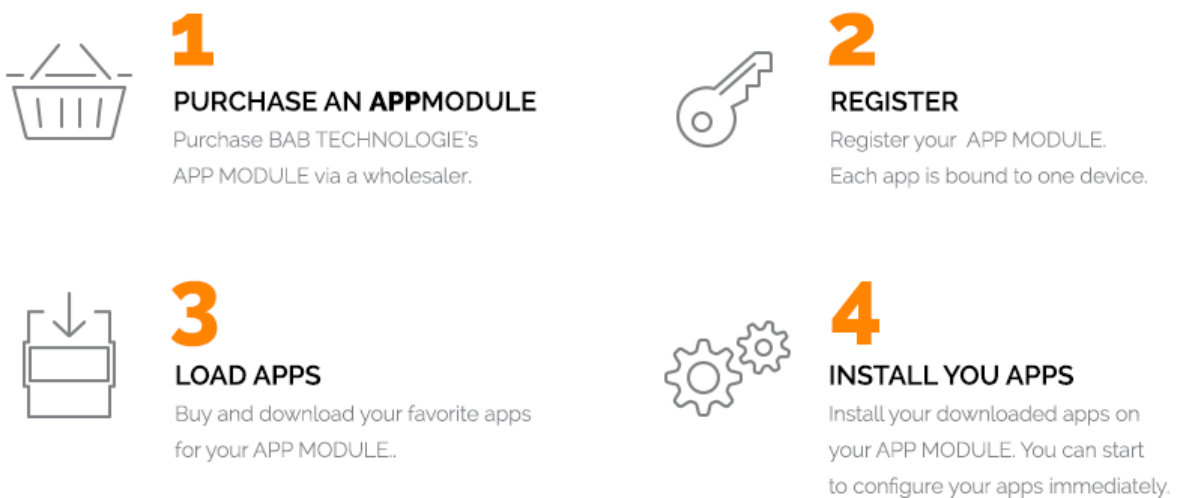 1
PURCHASE AN APPMODULE
Purchase BAB TECHNOLOGIE's
APP MODULE via a wholesaler.
2
REGISTER
Register your APP MODULE.
Each app is bound to one device.
3
LOAD APPS
Buy and download your favorite apps
for your APP MODULE..
4
INSTALL YOU APPS
Install your downloaded apps on
your APP MODULE. You can start
to configure your apps immediately.